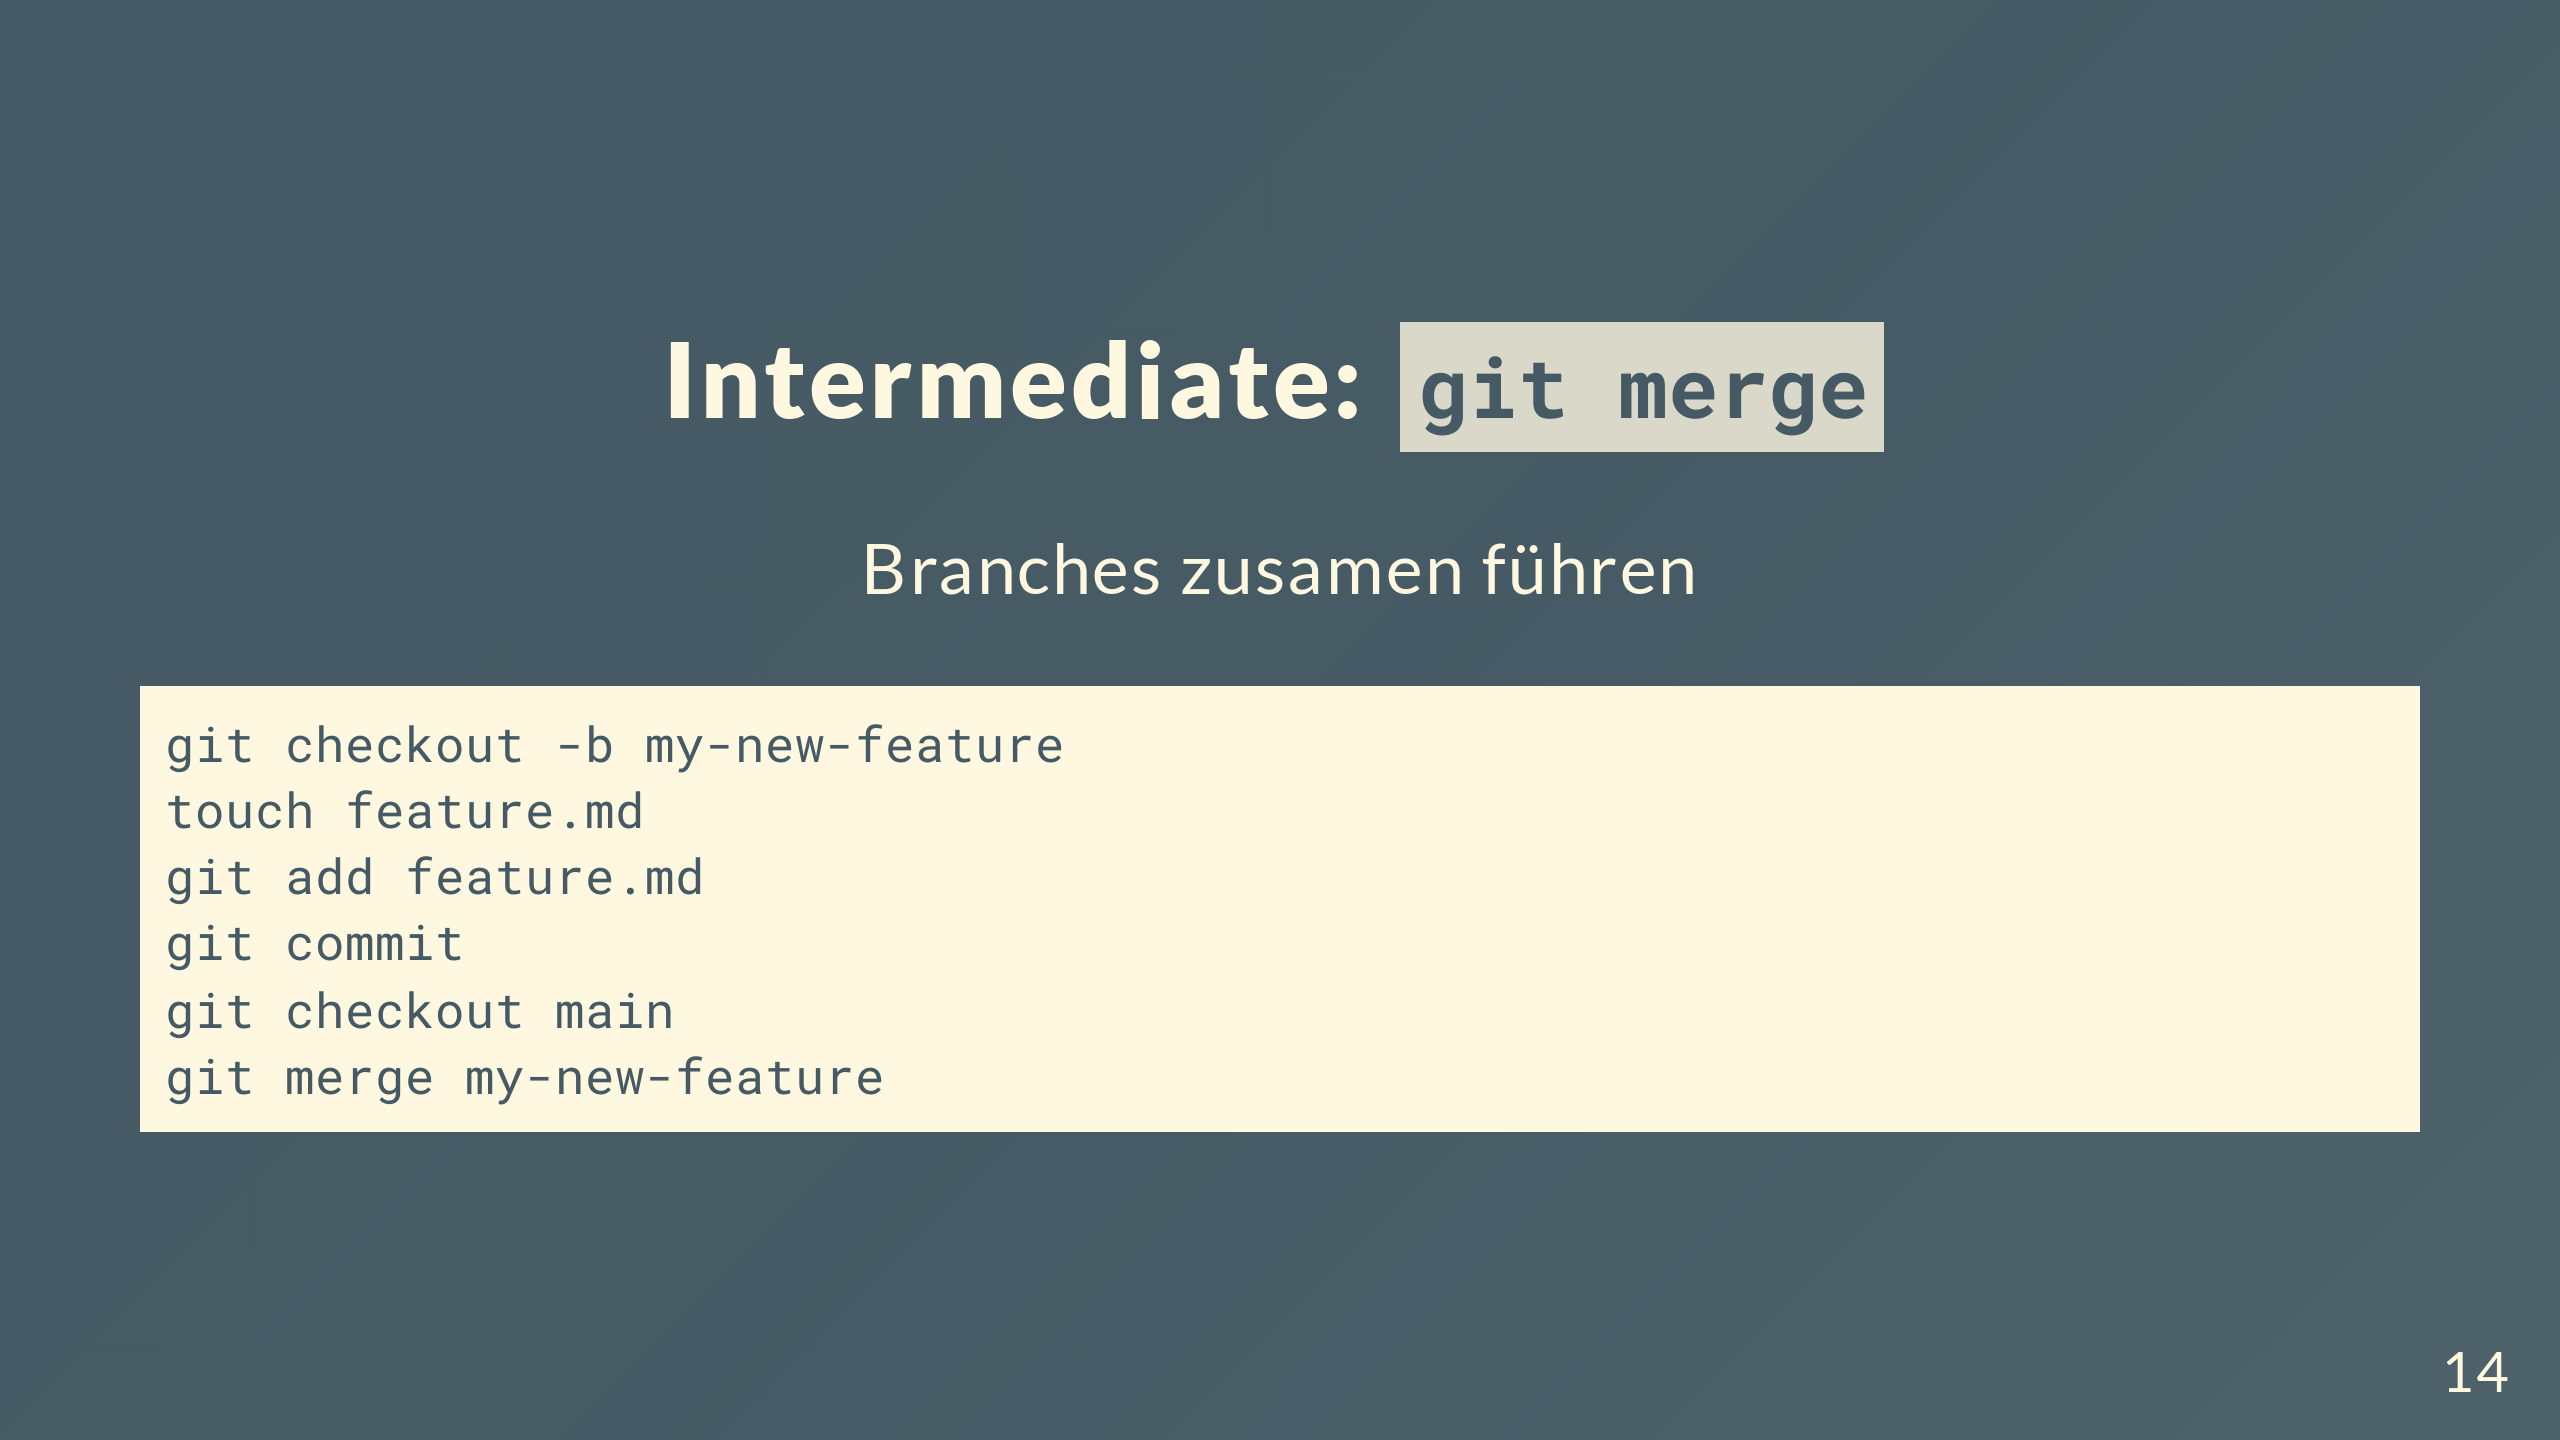 Intermediate: git merge
Branches zusamen führen
git checkout -b my-new-feature
touch feature.md
git add feature.md
git commit
git checkout main
git merge my-new-feature
14